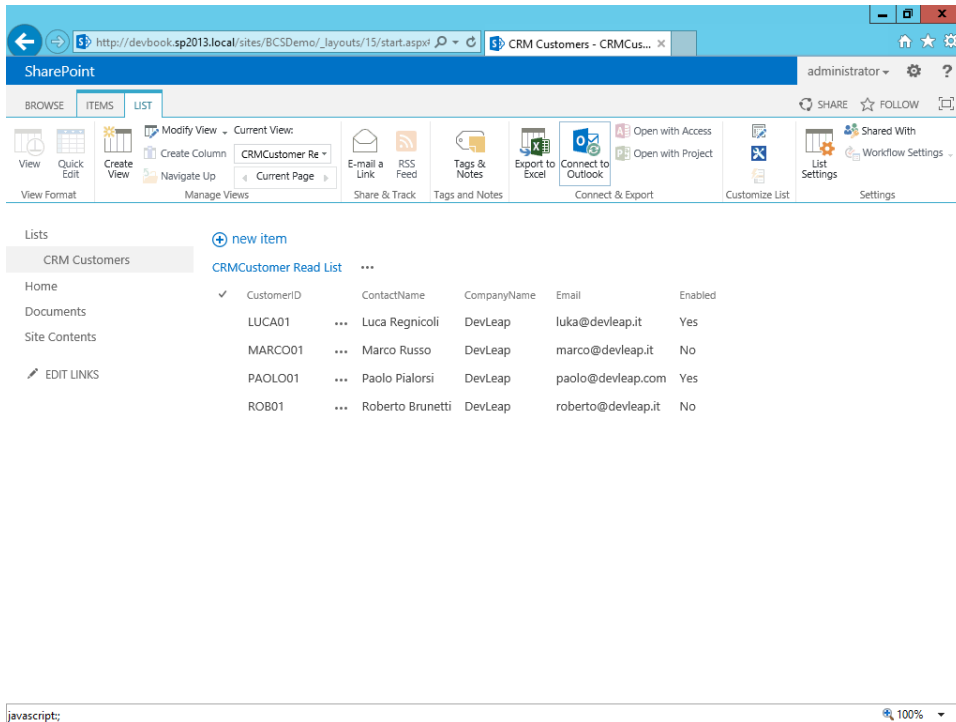 http://devbook.sp2013.local/sites/BCSDemo/_layouts/15/start.aspx#
CRM Customers - CRMCus...
SharePoint
administrator
?
BROWSE ITEMS LIST
SHARE FOLLOW
View
Quick Edit
View Format
Create View
Modify View
Create Column
Navigate Up
Current View:
CRMCustomer Re
Current Page
Manage Views
E-mail a Link
RSS Feed
Share & Track
Tags & Notes
Tags and Notes
Export to Excel
Connect to Outlook
Open with Access
Open with Project
Connect & Export
Customize List
List Settings
Shared With
Workflow Settings
Settings
Lists
CRM Customers
Home
Documents
Site Contents
EDIT LINKS
new item
CRMCustomer Read List ...
CustomerID ContactName CompanyName Email Enabled
LUCA01 ... Luca Regnicoli DevLeap luka@devleap.it Yes
MARCO01 ... Marco Russo DevLeap marco@devleap.it No
PAOLO01 ... Paolo Pialorsi DevLeap paolo@devleap.com Yes
ROB01 ... Roberto Brunetti DevLeap roberto@devleap.it No
javascript:;
100%